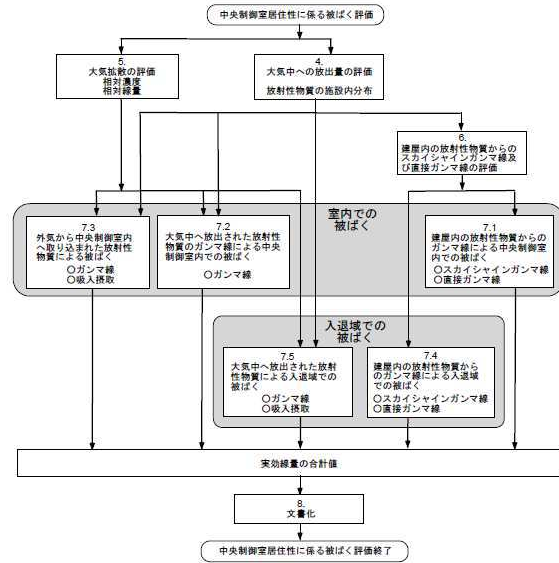 中央制御室居住性に係る被ばく評価
5.
大気拡散の評価
相対濃度
相対線量
4.
大気中への放出量の評価
放射性物質の施設内分布
6.
建屋内の放射性物質からの
スカイシャインガンマ線及
び直接ガンマ線の評価
室内での
被ばく
7.3
外気から中央制御室内
へ取り込まれた放射性
物質による被ばく
○ガンマ線
○吸入摂取
7.2
大気中へ放出された放射性
物質のガンマ線による中央
制御室内での被ばく
○ガンマ線
7.1
建屋内の放射性物質からの
ガンマ線による中央制御室
内での被ばく
○スカイシャインガンマ線
○直接ガンマ線
入退域での
被ばく
7.5
大気中へ放出された放射
性物質による入退域での
被ばく
○ガンマ線
○吸入摂取
7.4
建屋内の放射性物質から
のガンマ線による入退域
での被ばく
○スカイシャインガンマ線
○直接ガンマ線
実効線量の合計値
8.
文書化
中央制御室居住性に係る被ばく評価終了